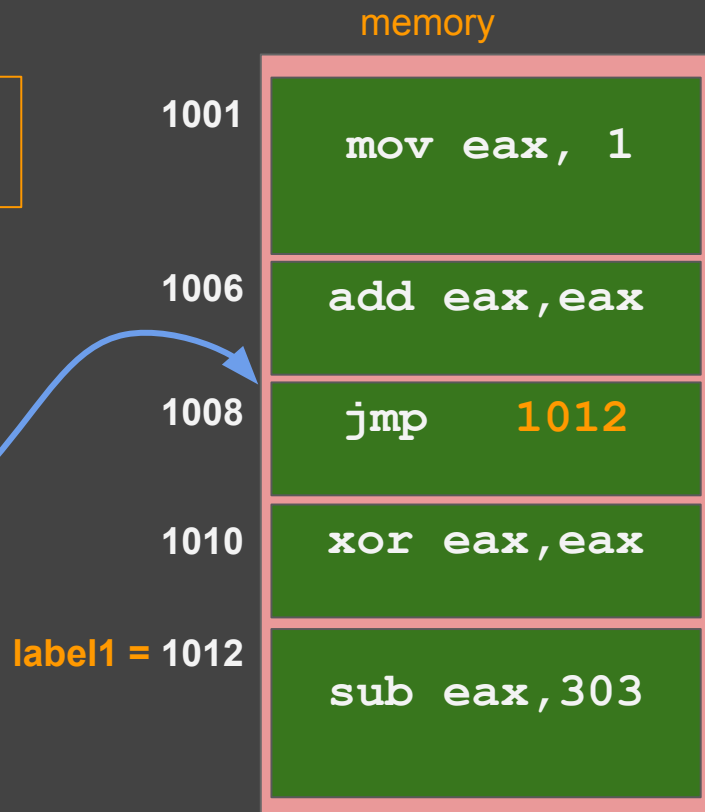 memory
1001 mov eax, 1
1006 add eax,eax
1008 jmp 1012
1010 xor eax,eax
label1 = 1012 sub eax,303